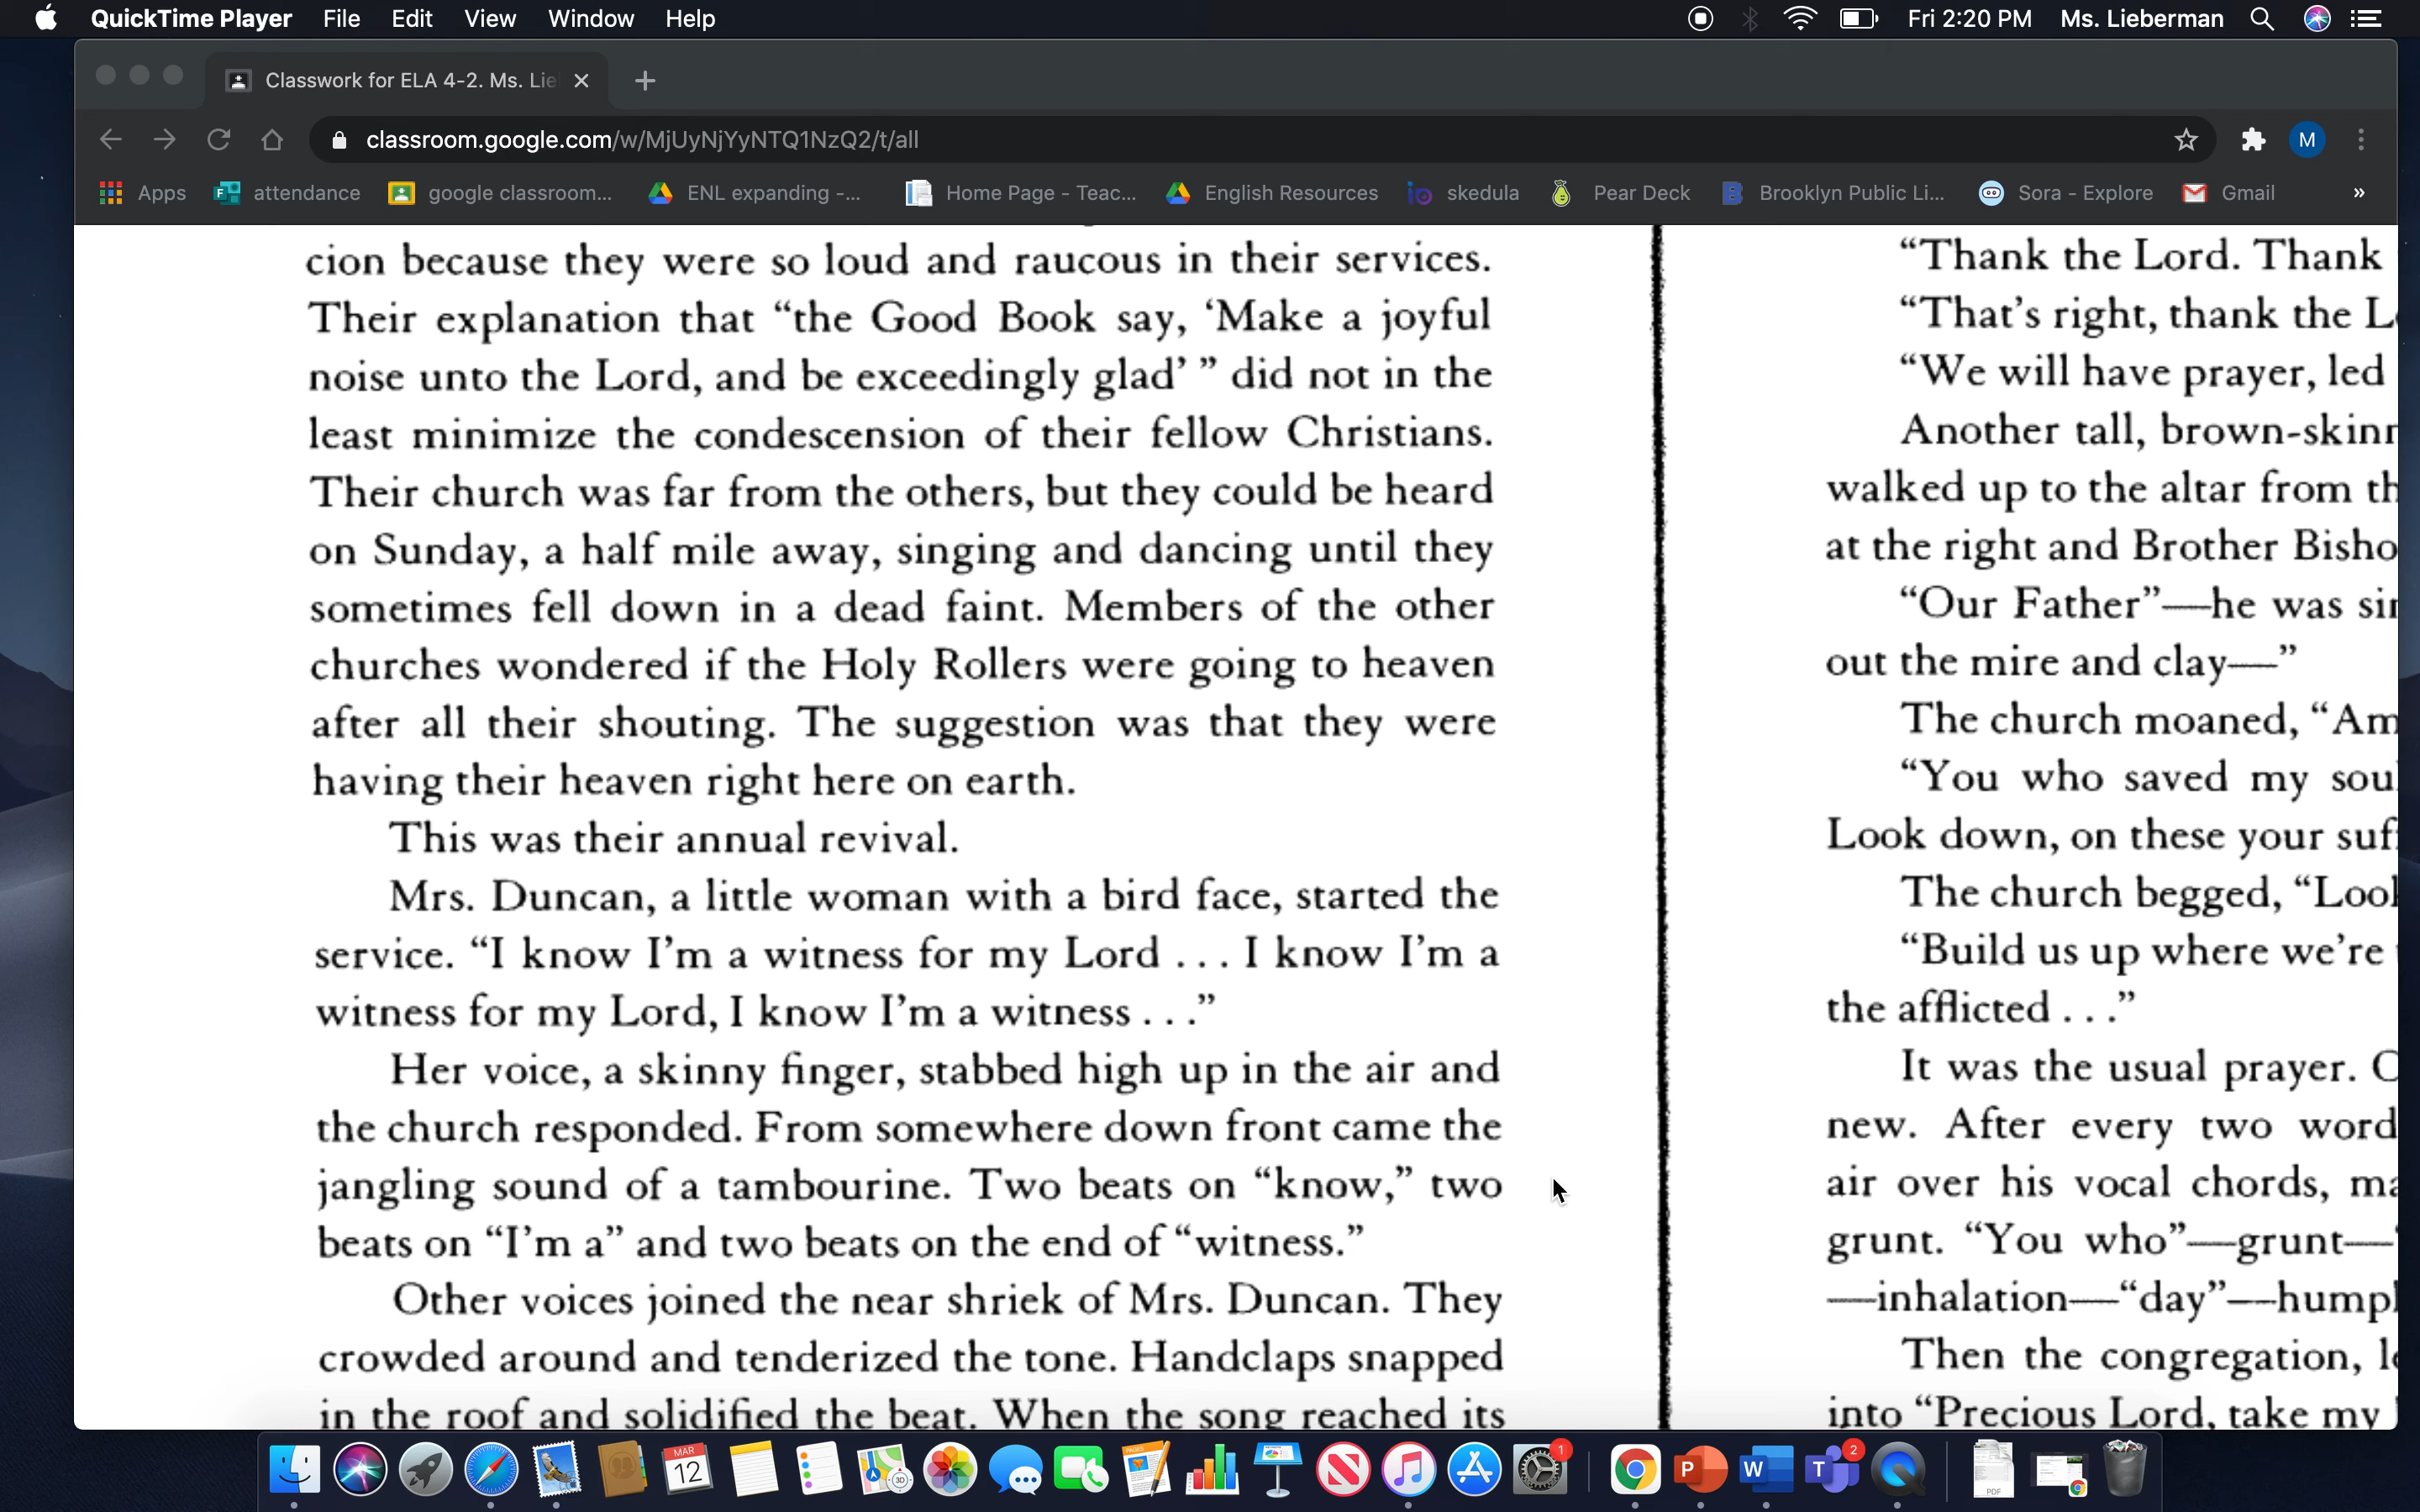 QuickTime Player File Edit View Window Help Fri 2:20 PM Ms. Lieberman
Classwork for ELA 4-2. Ms. Lie
classroom.google.com/w/MjUyNjYyNTQ1NzQ2/t/all
M
Apps attendance google classroom... ENL expanding -... Home Page - Teac... English Resources skedula Pear Deck Brooklyn Public Li... Sora - Explore Gmail »
cion because they were so loud and raucous in their services.
Their explanation that “the Good Book say, ‘Make a joyful
noise unto the Lord, and be exceedingly glad’ ” did not in the
least minimize the condescension of their fellow Christians.
Their church was far from the others, but they could be heard
on Sunday, a half mile away, singing and dancing until they
sometimes fell down in a dead faint. Members of the other
churches wondered if the Holy Rollers were going to heaven
after all their shouting. The suggestion was that they were
having their heaven right here on earth.
This was their annual revival.
Mrs. Duncan, a little woman with a bird face, started the
service. “I know I’m a witness for my Lord . . . I know I’m a
witness for my Lord, I know I’m a witness . . .”
Her voice, a skinny finger, stabbed high up in the air and
the church responded. From somewhere down front came the
jangling sound of a tambourine. Two beats on “know,” two
beats on “I’m a” and two beats on the end of “witness.”
Other voices joined the near shriek of Mrs. Duncan. They
crowded around and tenderized the tone. Handclaps snapped
in the roof and solidified the beat. When the song reached its
“Thank the Lord. Thank
“That’s right, thank the L
“We will have prayer, led
Another tall, brown-skin
walked up to the altar from th
at the right and Brother Bisho
“Our Father”—he was si
out the mire and clay—”
The church moaned, “Am
“You who saved my sou
Look down, on these your suf
The church begged, “Loo
“Build us up where we’re
the afflicted . . .”
It was the usual prayer.
new. After every two word
air over his vocal chords, ma
grunt. “You who”—grunt—
—inhalation—“day”—hump
Then the congregation, l
into “Precious Lord, take my
MAR
12
3D
PAGES
1
P
W
T
2
PDF